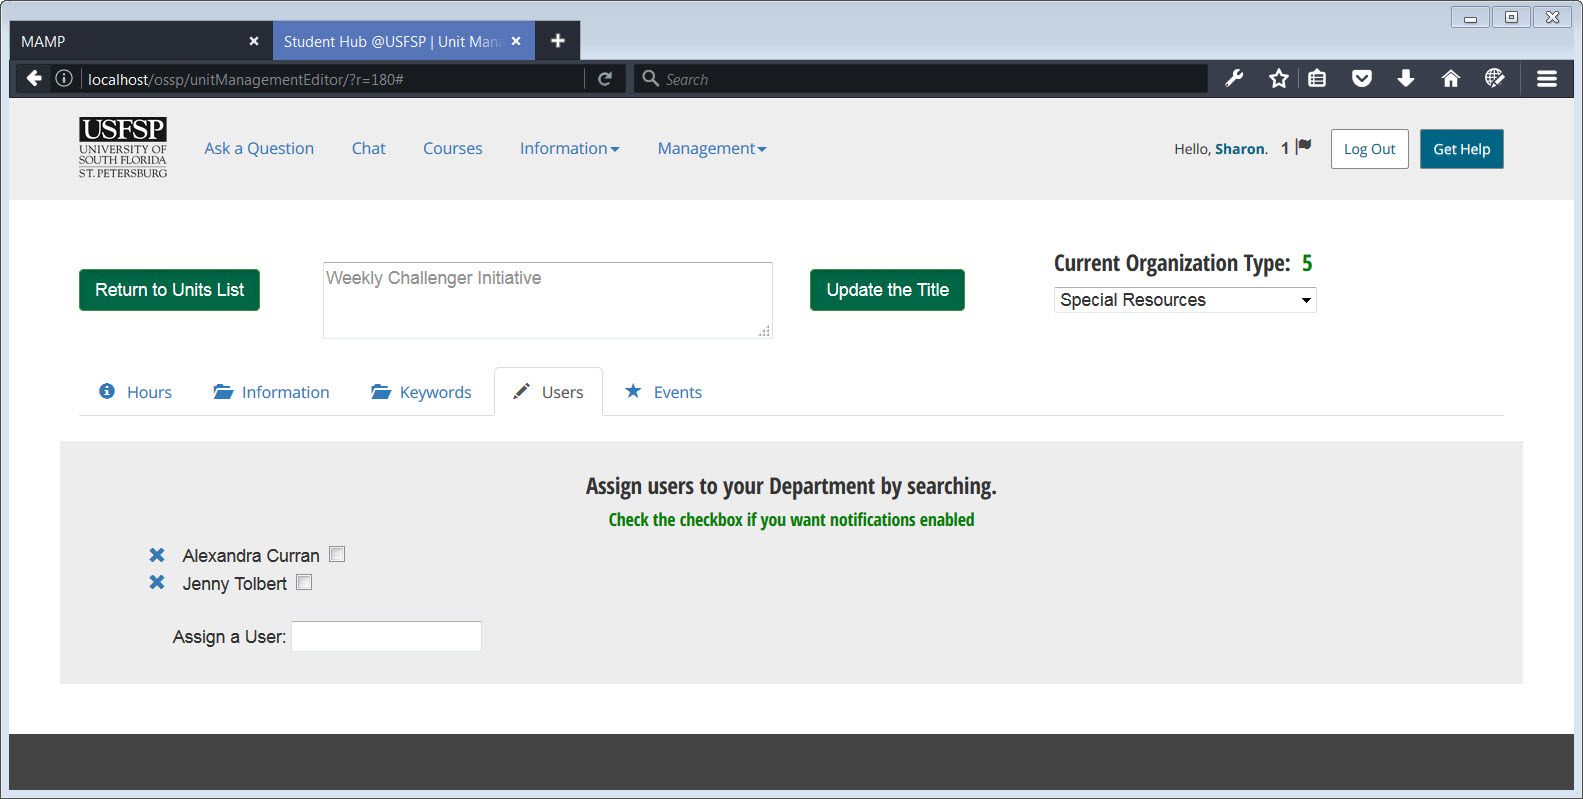 MAMP
Student Hub @USFSP | Unit Mana
localhost/ossp/unitManagementEditor/?r=180#
Search
USFSP
UNIVERSITY OF
SOUTH FLORIDA
ST. PETERSBURG
Ask a Question
Chat
Courses
Information
Management
Hello, Sharon.
1
Log Out
Get Help
Return to Units List
Weekly Challenger Initiative
Update the Title
Current Organization Type: 5
Special Resources
Hours
Information
Keywords
Users
Events
Assign users to your Department by searching.
Check the checkbox if you want notifications enabled
Alexandra Curran
Jenny Tolbert
Assign a User: